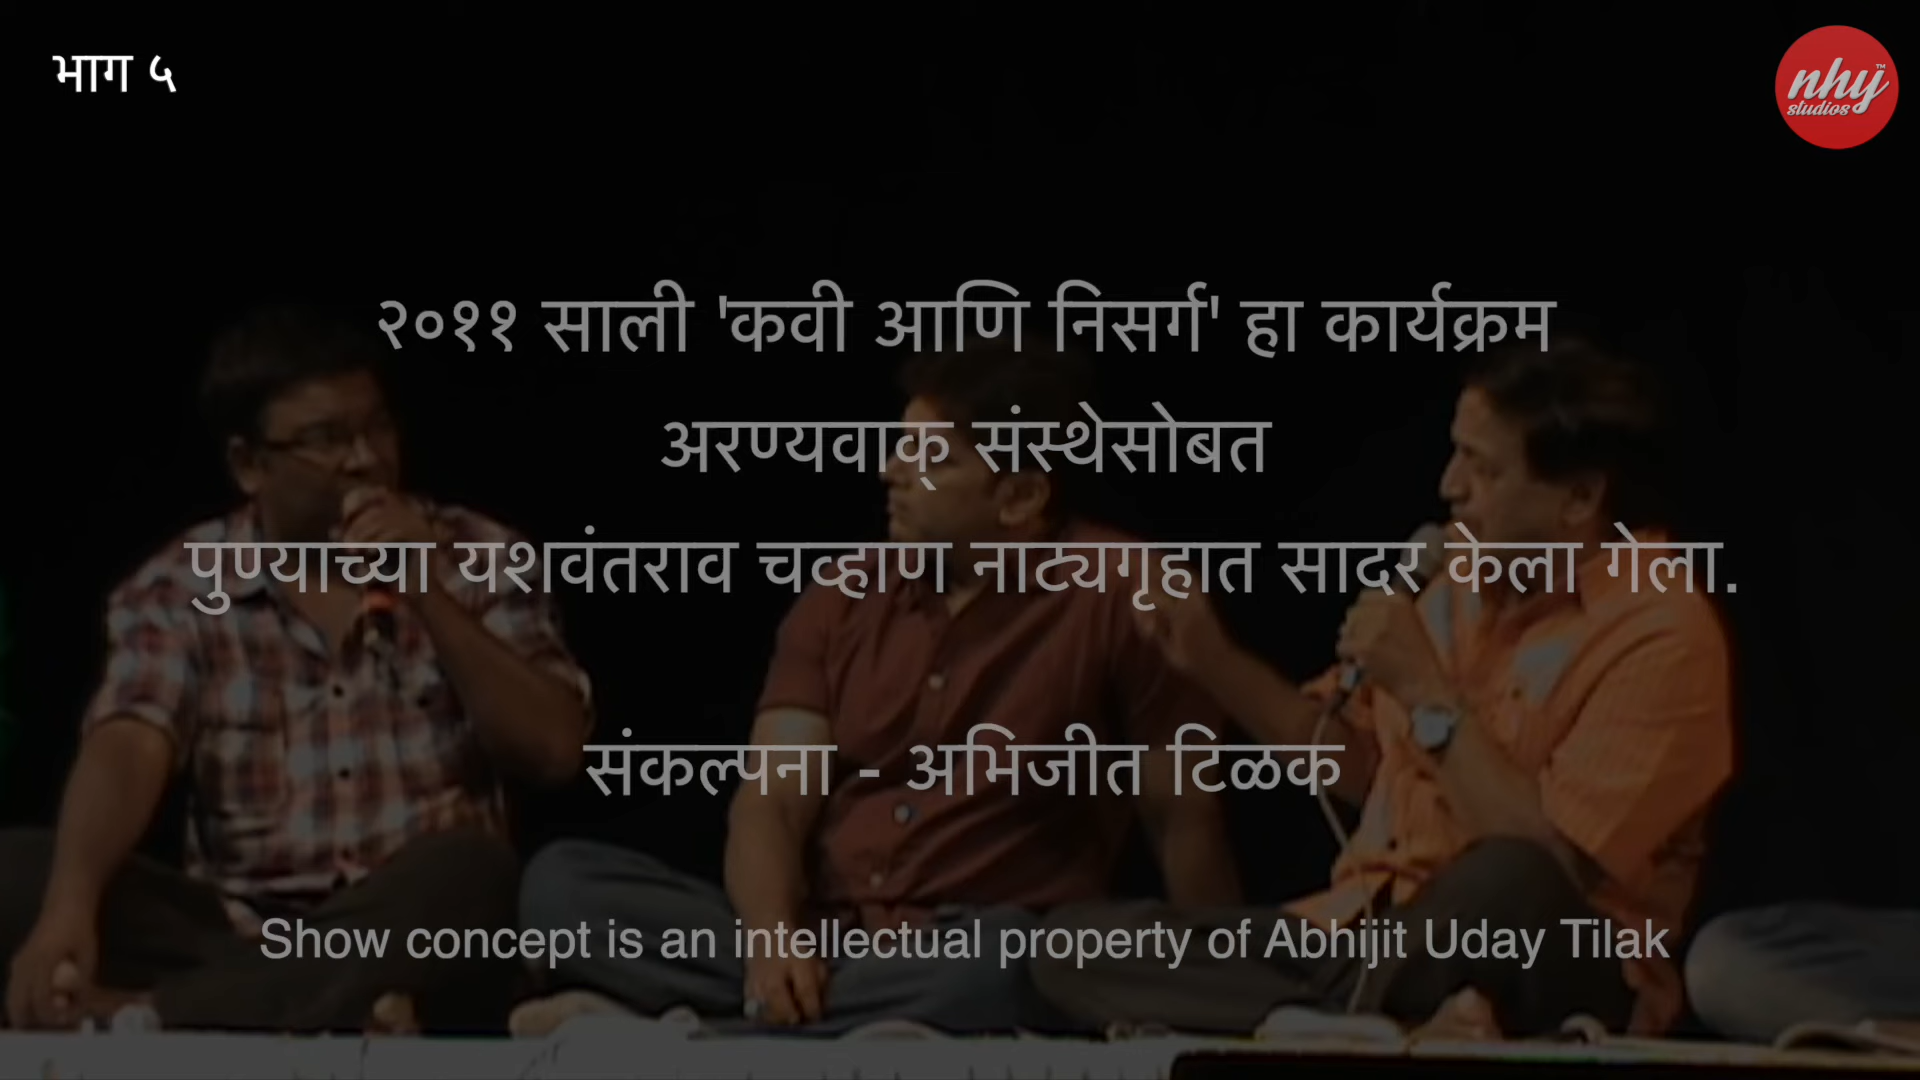 भाग ५
nhy™
studios
२०११ साली 'कवी आणि निसर्ग' हा कार्यक्रम
अरण्यवाक् संस्थेसोबत
पुण्याच्या यशवंतराव चव्हाण नाट्यगृहात सादर केला गेला.
संकल्पना - अभिजीत टिळक
Show concept is an intellectual property of Abhijit Uday Tilak